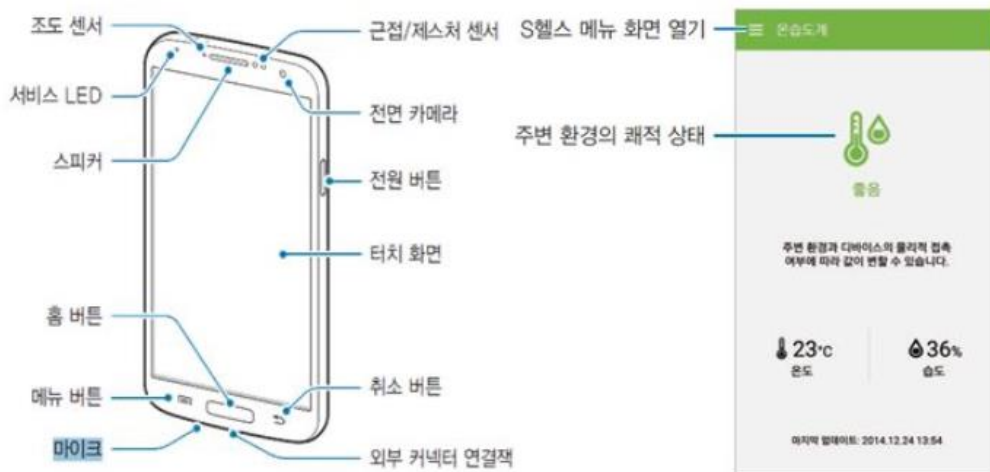 조도 센서
근접/제스처 센서
서비스 LED
전면 카메라
스피커
전원 버튼
터치 화면
홈 버튼
메뉴 버튼
취소 버튼
마이크
외부 커넥터 연결잭
S헬스 메뉴 화면 열기
온습도계
주변 환경의 쾌적 상태
좋음
주변 환경과 디바이스의 물리적 접촉
여부에 따라 값이 변할 수 있습니다.
23°C
온도
36%
습도
마지막 업데이트: 2014.12.24 13:54